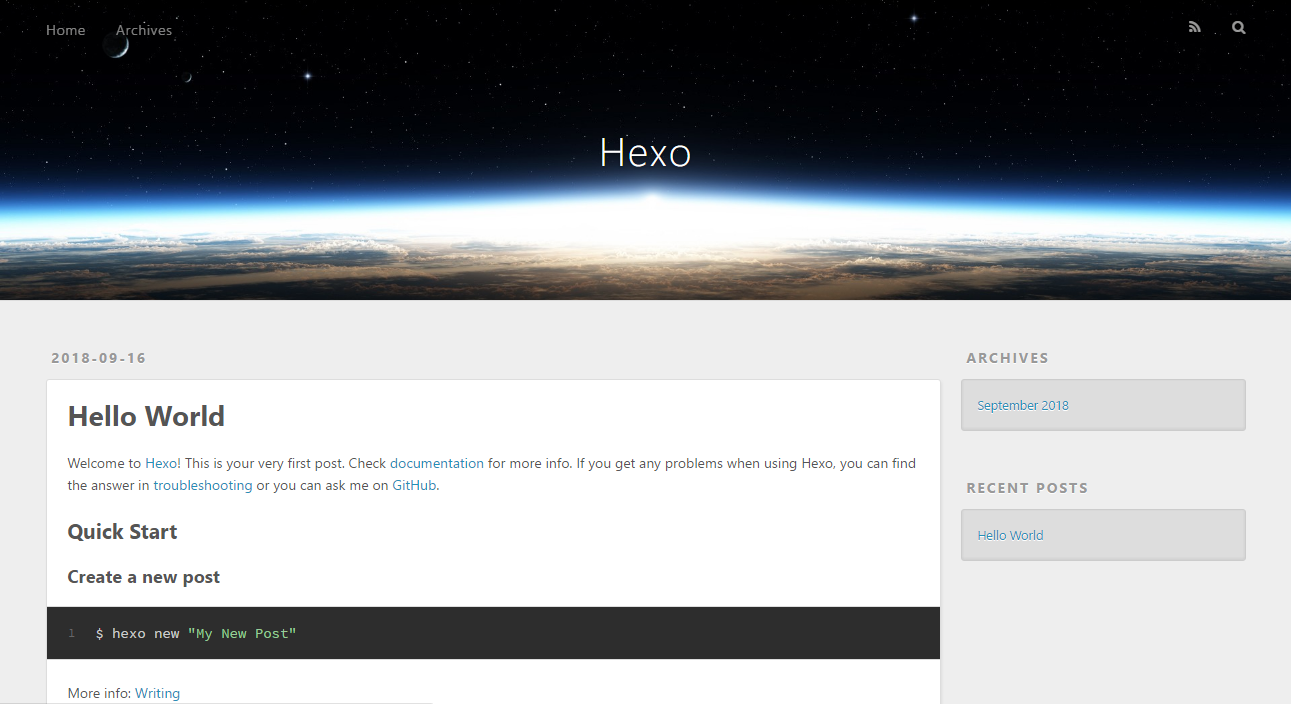 Home Archives
Hexo
2018-09-16
Hello World
Welcome to Hexo! This is your very first post. Check documentation for more info. If you get any problems when using Hexo, you can find
the answer in troubleshooting or you can ask me on GitHub.
Quick Start
Create a new post
1 $ hexo new "My New Post"
More info: Writing
ARCHIVES
September 2018
RECENT POSTS
Hello World